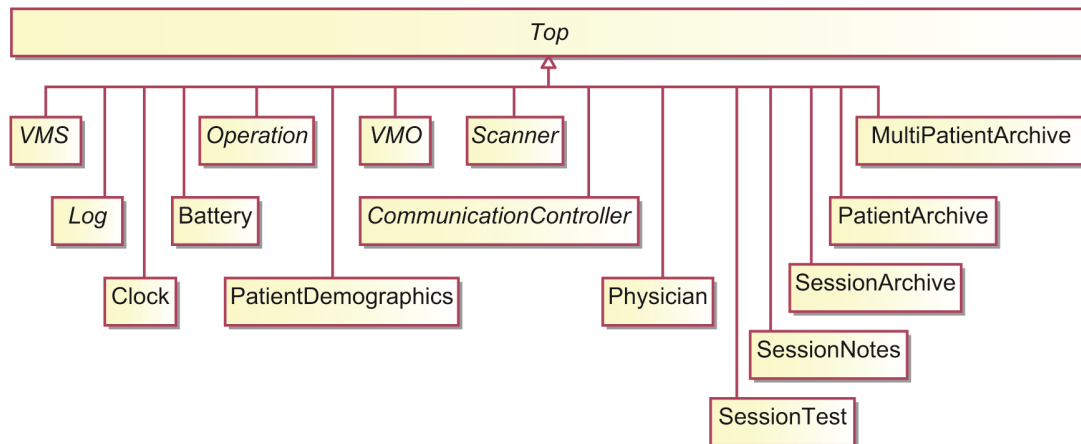 Top
VMS
Operation
VMO
Scanner
MultiPatientArchive
Log
Battery
CommunicationController
PatientArchive
Clock
PatientDemographics
Physician
SessionArchive
SessionNotes
SessionTest